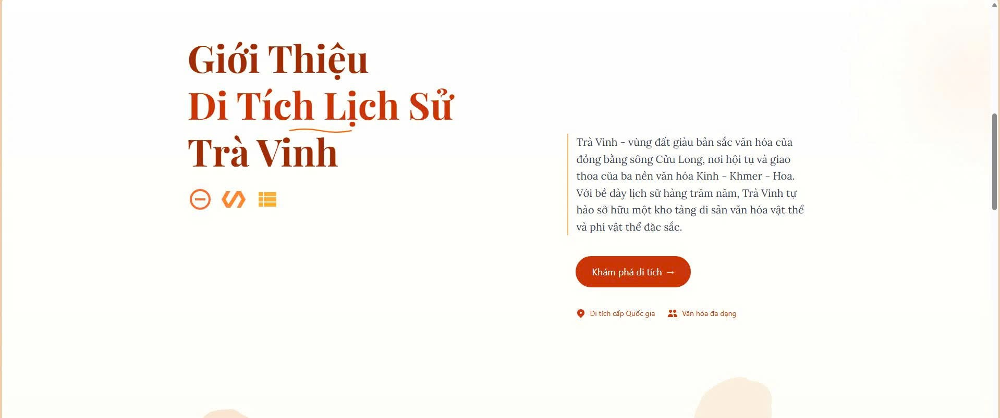 Giới Thiệu
Di Tích Lịch Sử
Trà Vinh
Trà Vinh - vùng đất giàu bản sắc văn hóa của
đồng bằng sông Cửu Long, nơi hội tụ và giao
thoa của ba nền văn hóa Kinh - Khmer - Hoa.
Với bề dày lịch sử hàng trăm năm, Trà Vinh tự
hào sở hữu một kho tàng di sản văn hóa vật thể
và phi vật thể đặc sắc.
Khám phá di tích →
Di tích cấp Quốc gia
Văn hóa đa dạng